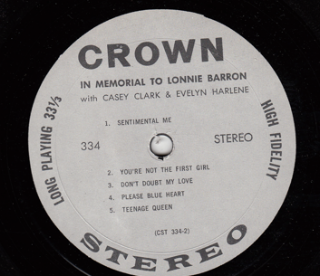 CROWN
IN MEMORIAL TO LONNIE BARRON
with CASEY CLARK & EVELYN HARLENE
LONG PLAYING 33⅓
HIGH FIDELITY
1. SENTIMENTAL ME
334
STEREO
2. YOU'RE NOT THE FIRST GIRL
3. DON'T DOUBT MY LOVE
4. PLEASE BLUE HEART
5. TEENAGE QUEEN
(CST 334-2)
STEREO